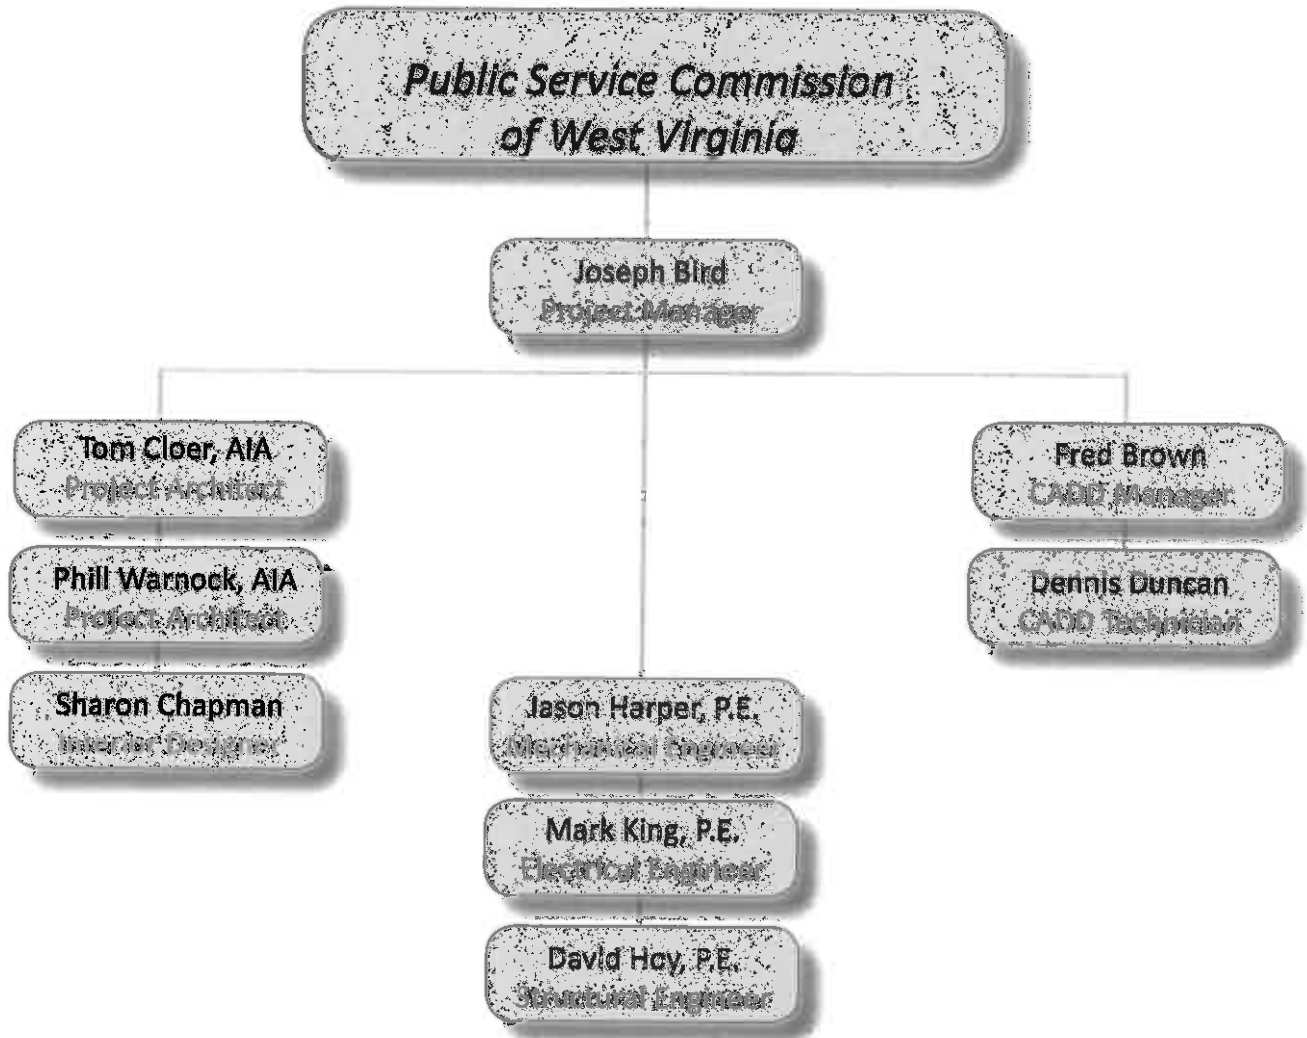 Public Service Commission
of West Virginia
Joseph Bird
Project Manager
Tom Cloer, AIA
Project Architect
Phill Warnock, AIA
Project Architect
Sharon Chapman
Interior Designer
Jason Harper, P.E.
Mechanical Engineer
Mark King, P.E.
Electrical Engineer
David Hoy, P.E.
Structural Engineer
Fred Brown
CADD Manager
Dennis Duncan
CADD Technician